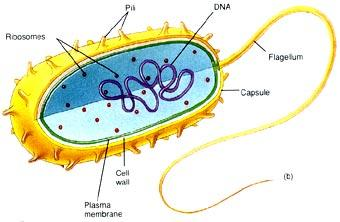 Pili
DNA
Ribosomes
Flagellum
Capsule
Cell
wall
Plasma
membrane
(b)